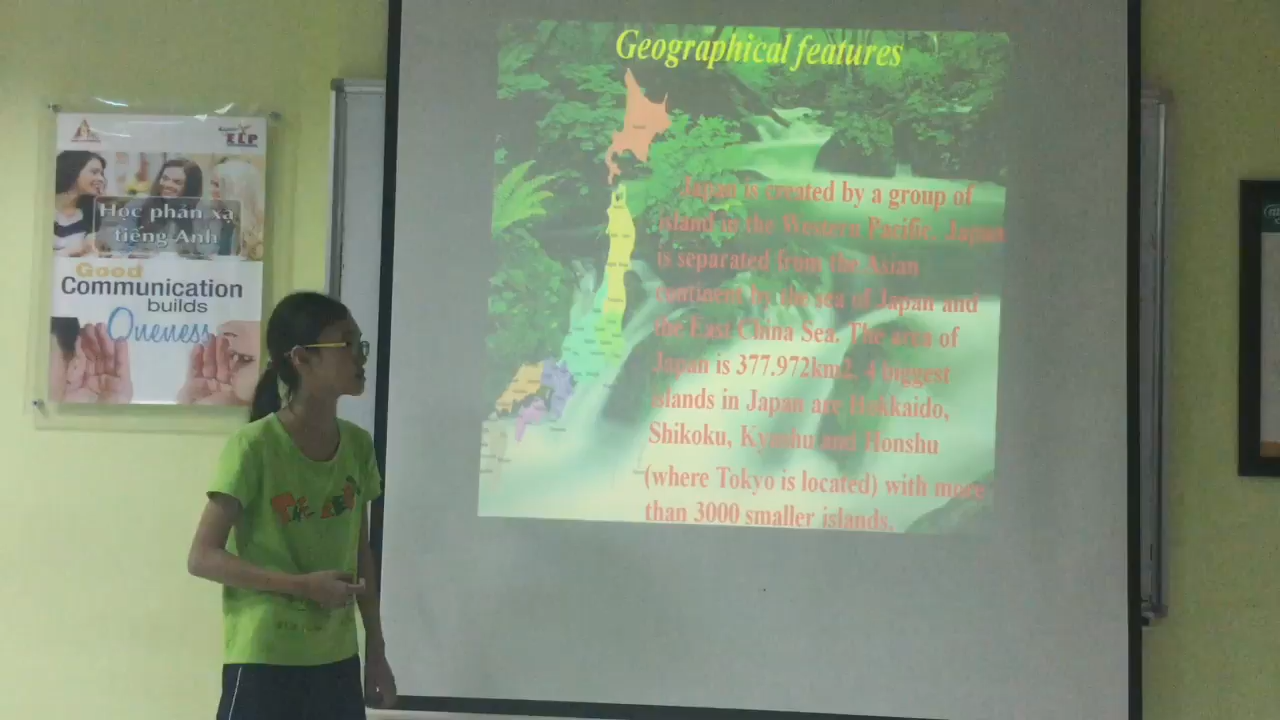 Geographical features
Japan is created by a group of
island in the Western Pacific. Japan
is separated from the Asian
continent by the sea of Japan and
the East China Sea. The area of
Japan is 377.972km2. 4 biggest
islands in Japan are Hokkaido,
Shikoku, Kyushu and Honshu
(where Tokyo is located) with more
than 3000 smaller islands.
ELP
Học phản xạ
tiếng Anh
Good
Communication
builds
Oneness
THE